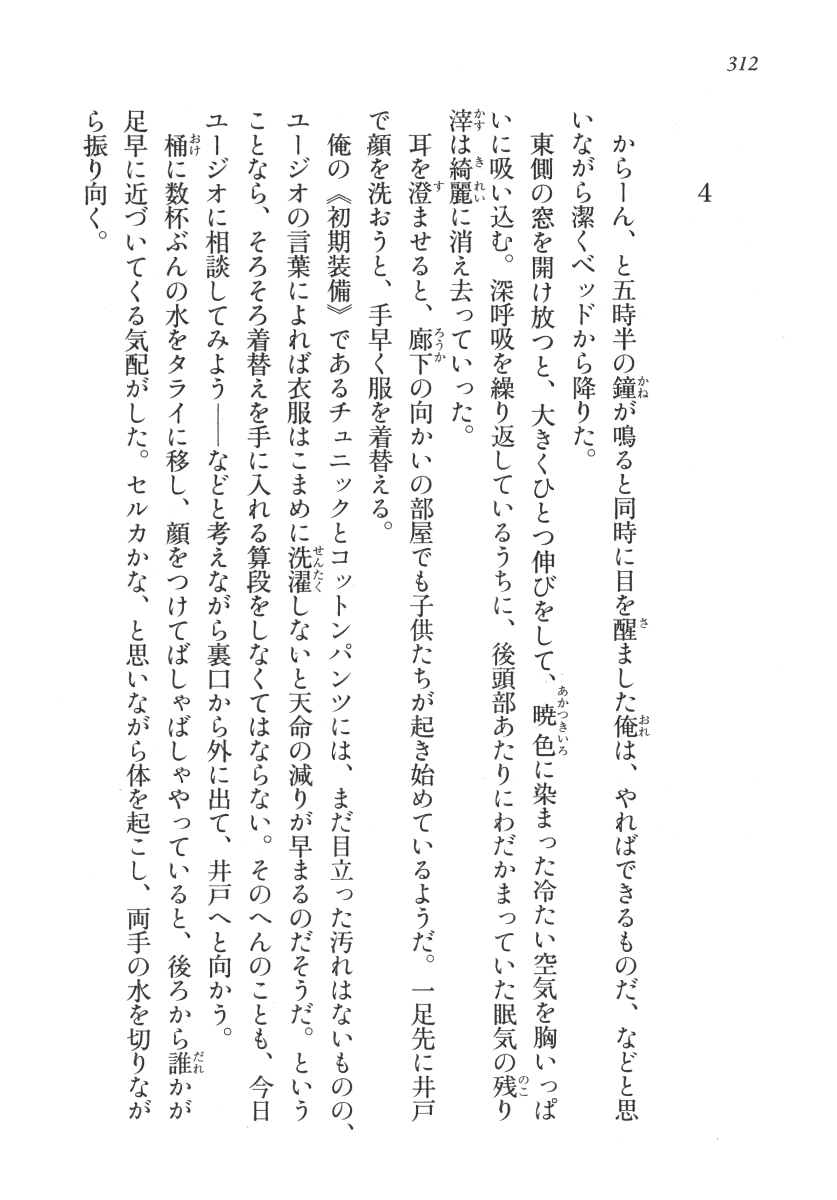 312
4
からーん、と五時半の鐘が鳴ると同時に目を醒ました俺は、やればできるものだ、などと思
いながら潔くベッドから降りた。
東側の窓を開け放つと、大きくひとつ伸びをして、暁色に染まった冷たい空気を胸いっぱ
いに吸い込む。深呼吸を繰り返しているうちに、後頭部あたりにわだかまっていた眠気の残り
滓は綺麗に消え去っていった。
耳を澄ませると、廊下の向かいの部屋でも子供たちが起き始めているようだ。一足先に井戸
で顔を洗おうと、手早く服を着替える。
俺の《初期装備》であるチュニックとコットンパンツには、まだ目立った汚れはないものの、
ユージオの言葉によれば衣服はこまめに洗濯しないと天命の減りが早まるのだそうだ。という
ことなら、そろそろ着替えを手に入れる算段をしなくてはならない。そのへんのことも、今日
ユージオに相談してみよう――などと考えながら裏口から外に出て、井戸へと向かう。
桶に数杯ぶんの水をタライに移し、顔をつけてばしゃばしゃやっていると、後ろから誰かが
足早に近づいてくる気配がした。セルカかな、と思いながら体を起こし、両手の水を切りなが
ら振り向く。